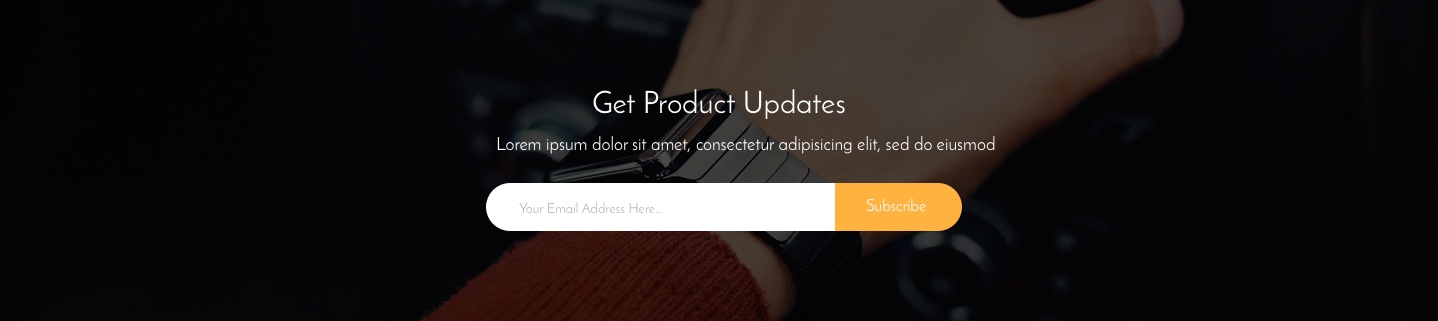 Get Product Updates
Lorem ipsum dolor sit amet, consectetur adipisicing elit, sed do eiusmod
Your Email Address Here...
Subscribe